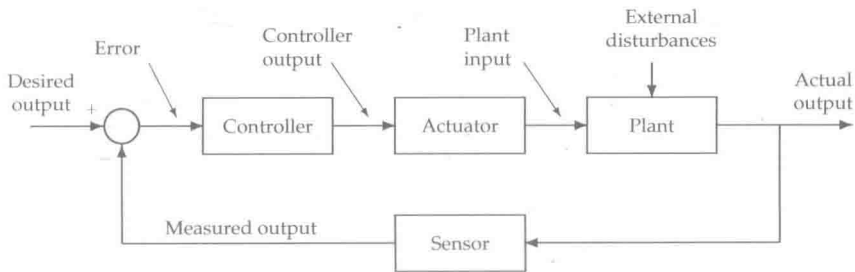 External
disturbances
Controller
output
Plant
input
Error
Desired
output
Actual
output
+
Controller
Actuator
Plant
−
Measured output
Sensor